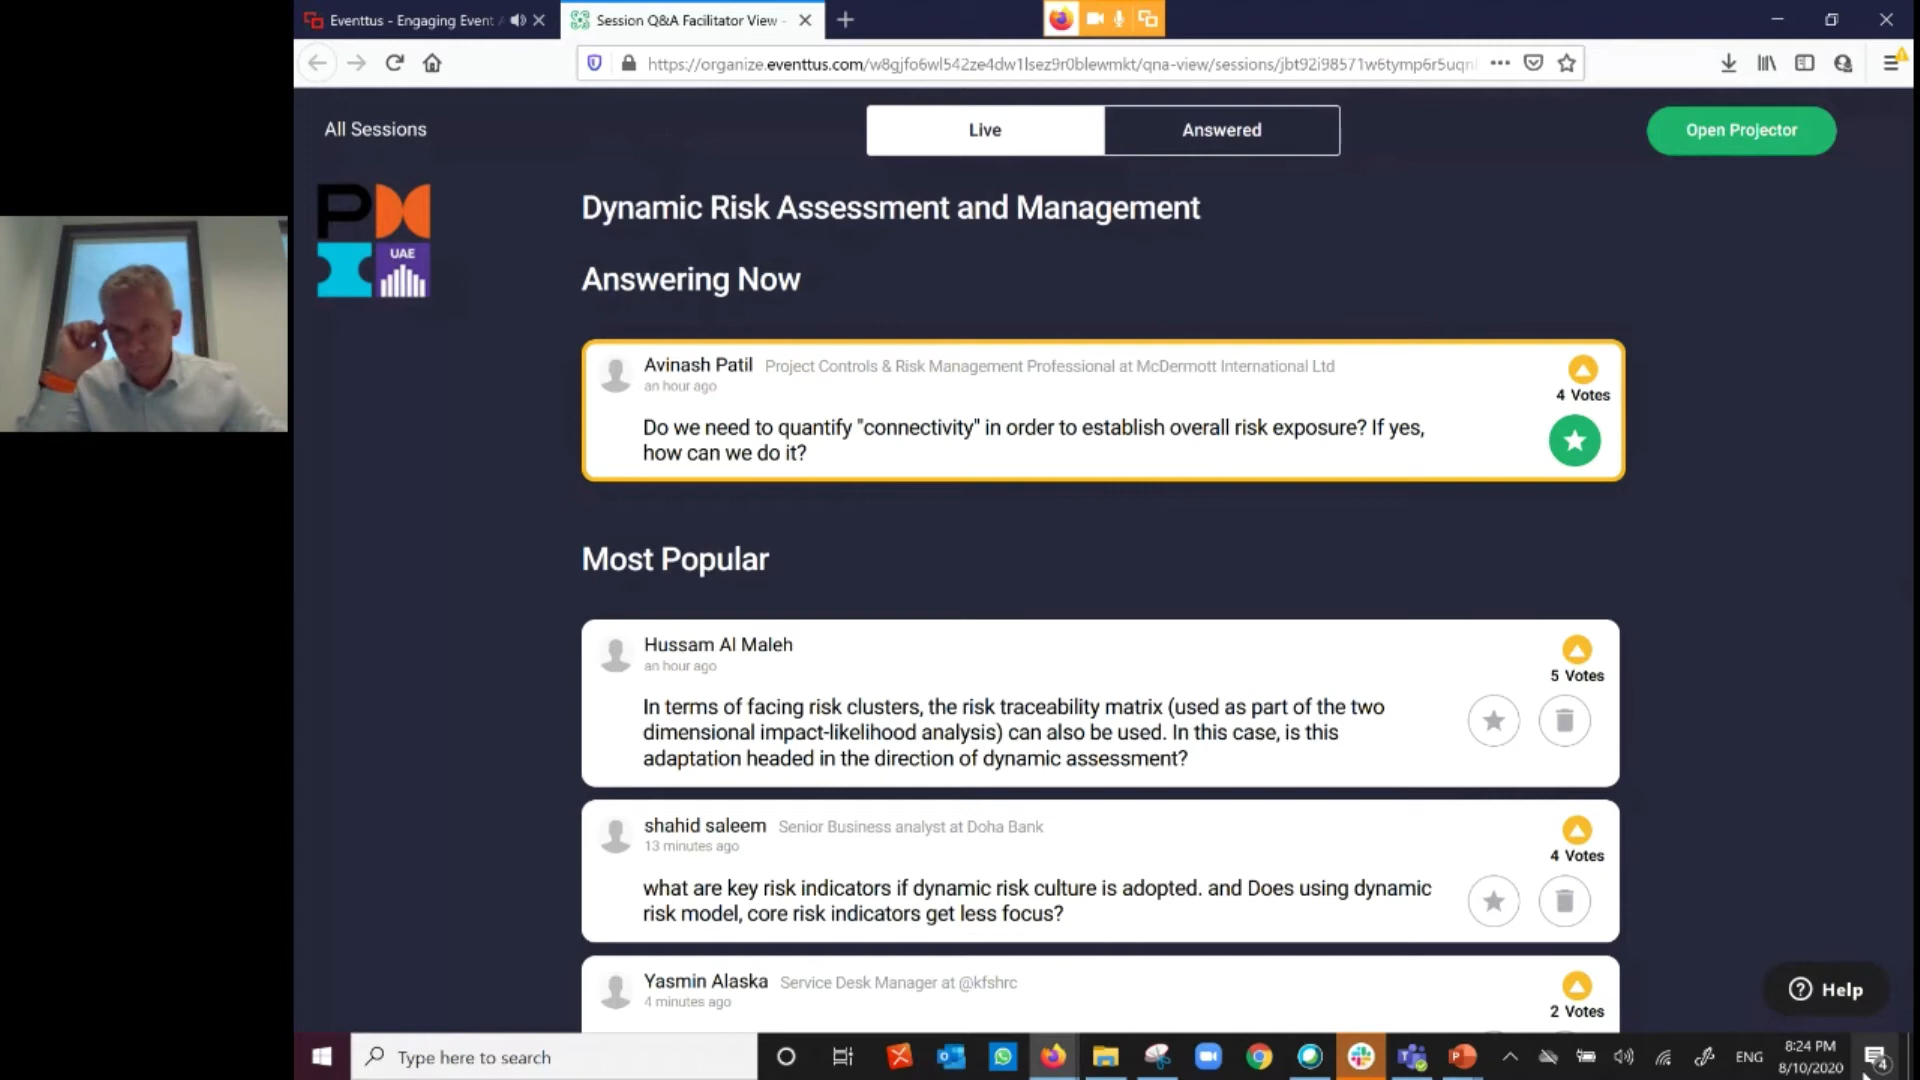 Eventtus - Engaging Event
Session Q&A Facilitator View -
https://organize.eventtus.com/w8gjfo6wl542ze4dw1lsez9r0blewmkt/qna-view/sessions/jbt92i98571w6tymp6r5uqn
All Sessions
Live
Answered
Open Projector
UAE
Dynamic Risk Assessment and Management
Answering Now
Avinash Patil Project Controls & Risk Management Professional at McDermott International Ltd
an hour ago
4 Votes
Do we need to quantify "connectivity" in order to establish overall risk exposure? If yes,
how can we do it?
Most Popular
Hussam Al Maleh
an hour ago
5 Votes
In terms of facing risk clusters, the risk traceability matrix (used as part of the two
dimensional impact-likelihood analysis) can also be used. In this case, is this
adaptation headed in the direction of dynamic assessment?
shahid saleem Senior Business analyst at Doha Bank
13 minutes ago
4 Votes
what are key risk indicators if dynamic risk culture is adopted. and Does using dynamic
risk model, core risk indicators get less focus?
Yasmin Alaska Service Desk Manager at @kfshrc
4 minutes ago
2 Votes
Help
Type here to search
ENG
8:24 PM
8/10/2020
4